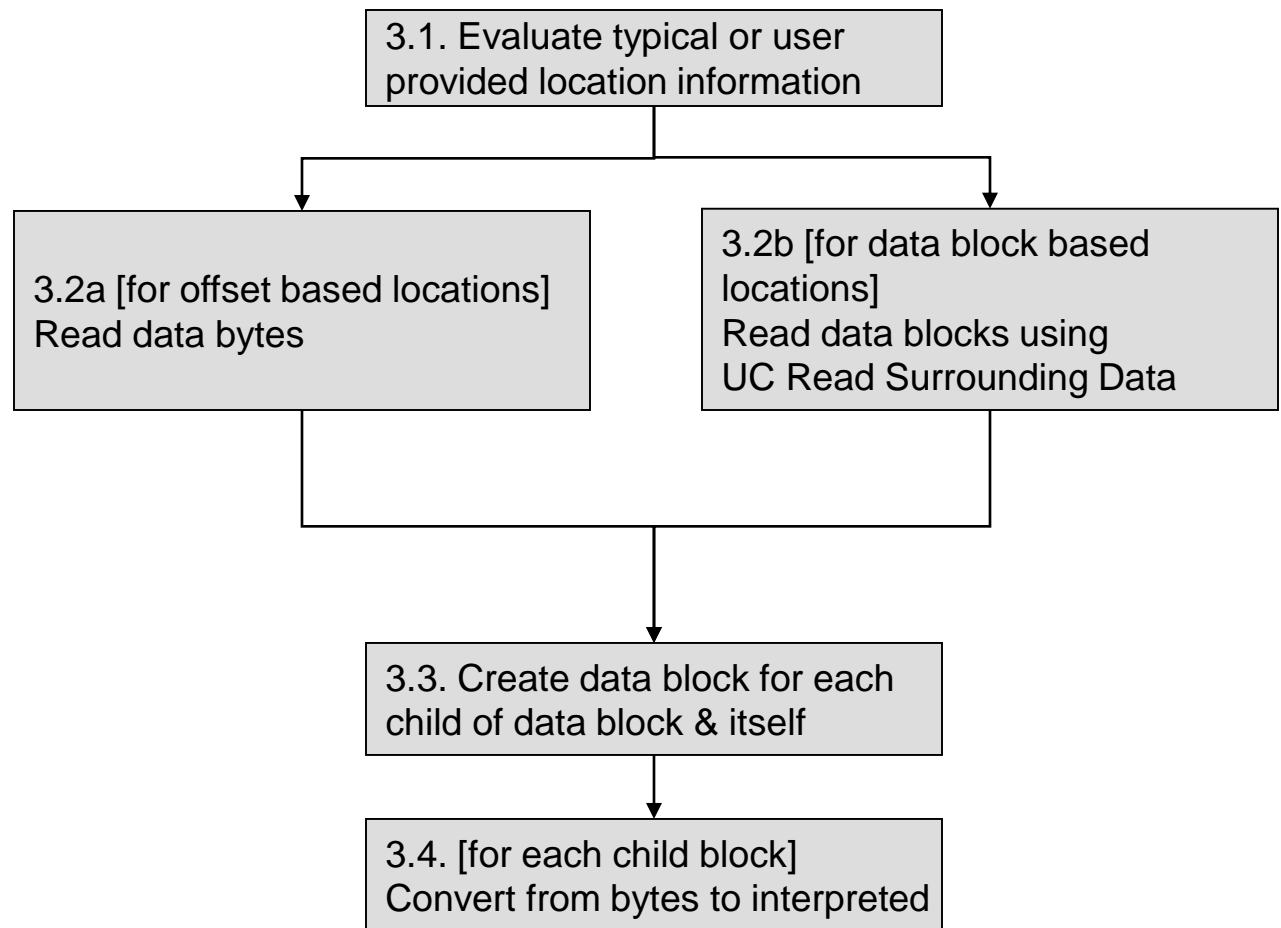 3.1. Evaluate typical or user
provided location information
3.2a [for offset based locations]
Read data bytes
3.2b [for data block based
locations]
Read data blocks using
UC Read Surrounding Data
3.3. Create data block for each
child of data block & itself
3.4. [for each child block]
Convert from bytes to interpreted